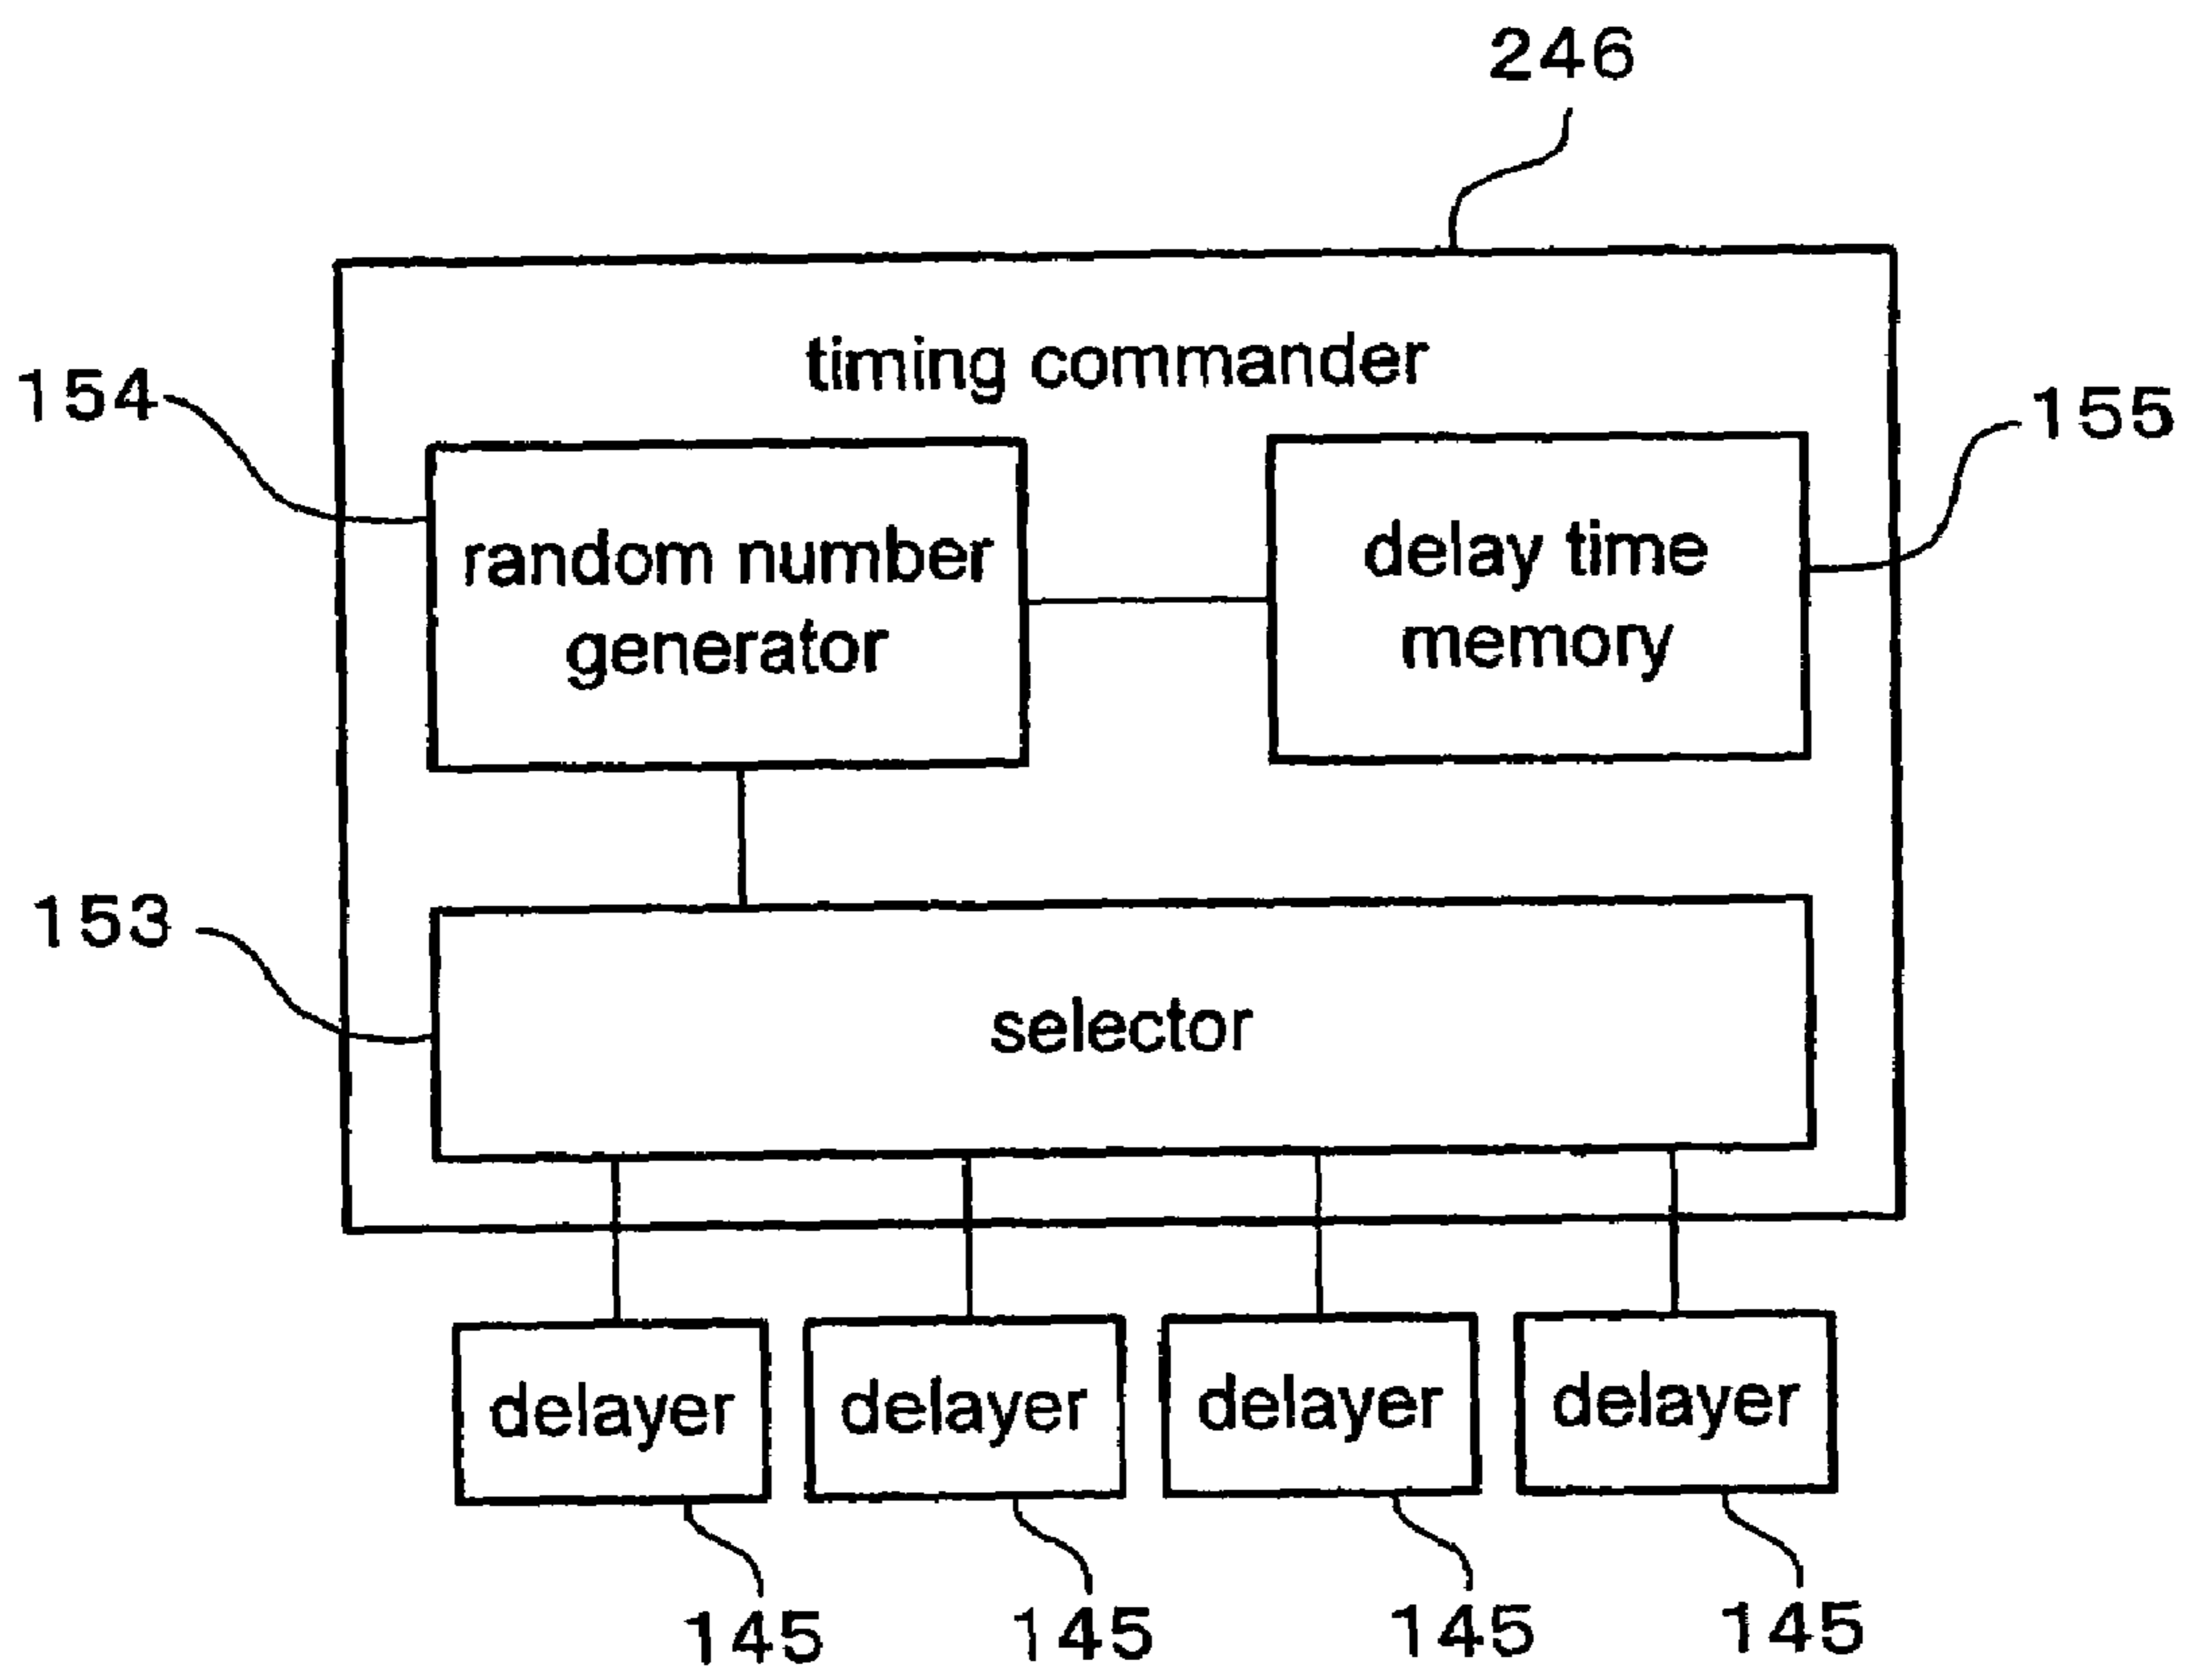 246
timing commander
154
155
random number
generator
delay time
memory
153
selector
delayer
delayer
delayer
delayer
145
145
145
145